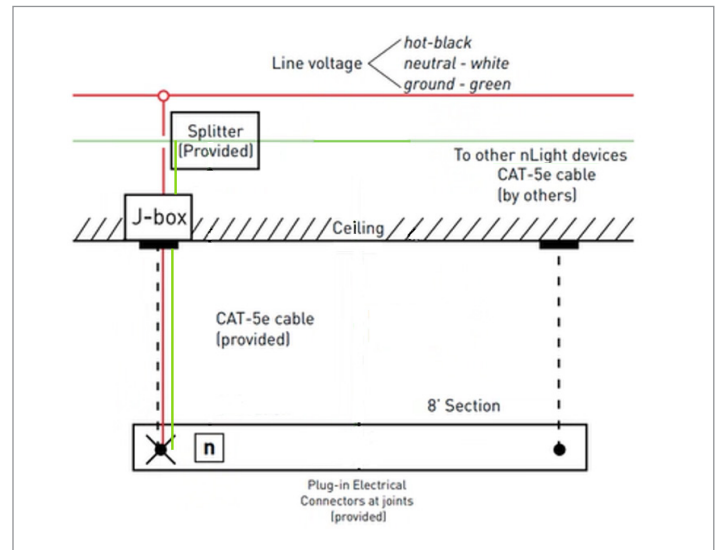 hot-black
Line voltage
neutral - white
ground - green
Splitter
(Provided)
To other nLight devices
CAT-5e cable
(by others)
J-box
Ceiling
CAT-5e cable
(provided)
8' Section
n
Plug-in Electrical
Connectors at joints
(provided)